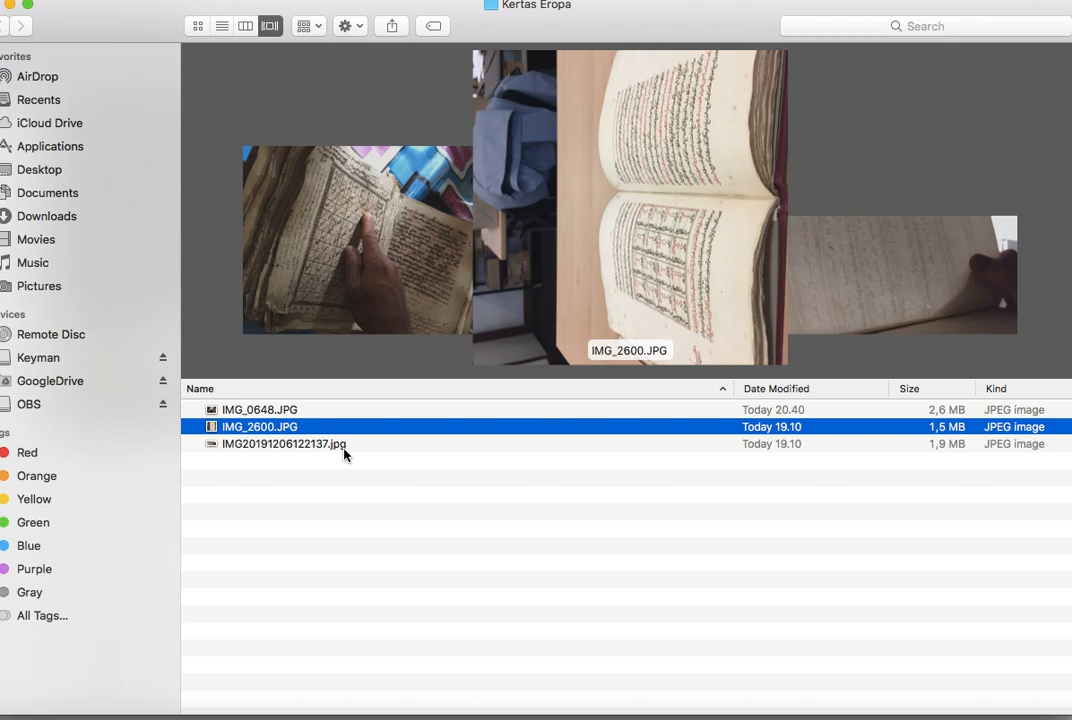 Kertas Eropa
Search
vorites
AirDrop
Recents
iCloud Drive
Applications
Desktop
Documents
Downloads
Movies
Music
Pictures
vices
Remote Disc
Keyman
GoogleDrive
OBS
gs
Red
Orange
Yellow
Green
Blue
Purple
Gray
All Tags...
IMG_2600.JPG
Name Date Modified Size Kind
IMG_0648.JPG Today 20.40 2,6 MB JPEG image
IMG_2600.JPG Today 19.10 1,5 MB JPEG image
IMG20191206122137.jpg Today 19.10 1,9 MB JPEG image